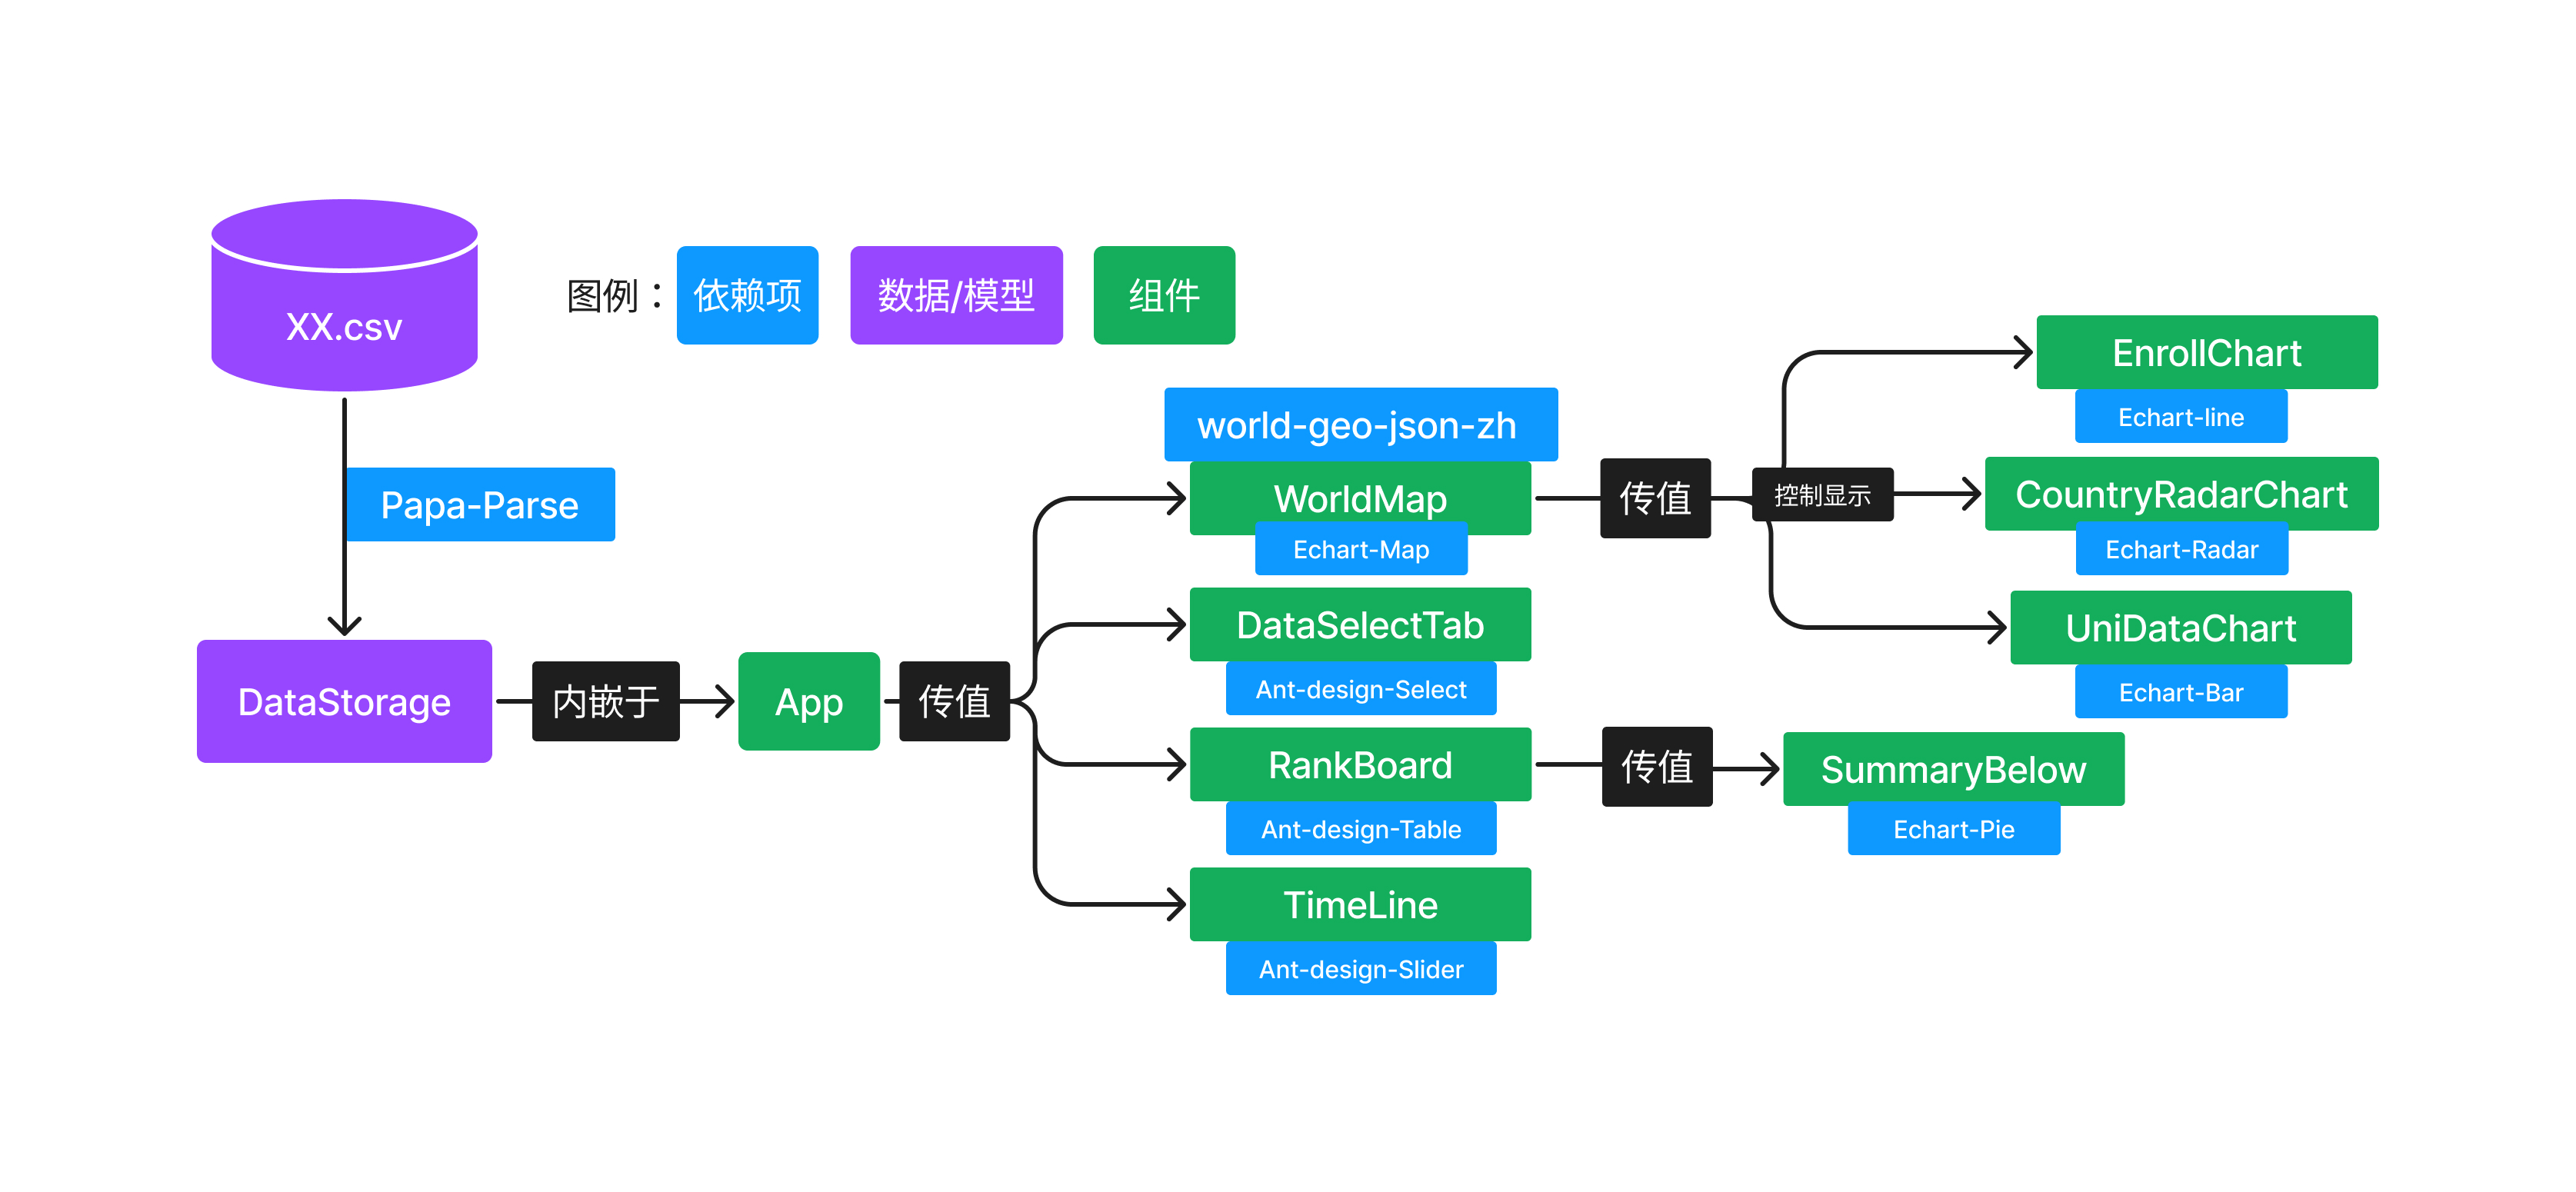 XX.csv
图例：
依赖项
数据/模型
组件
Papa-Parse
DataStorage
内嵌于
App
传值
world-geo-json-zh
WorldMap
Echart-Map
DataSelectTab
Ant-design-Select
RankBoard
Ant-design-Table
TimeLine
Ant-design-Slider
传值
控制显示
EnrollChart
Echart-line
CountryRadarChart
Echart-Radar
UniDataChart
Echart-Bar
传值
SummaryBelow
Echart-Pie